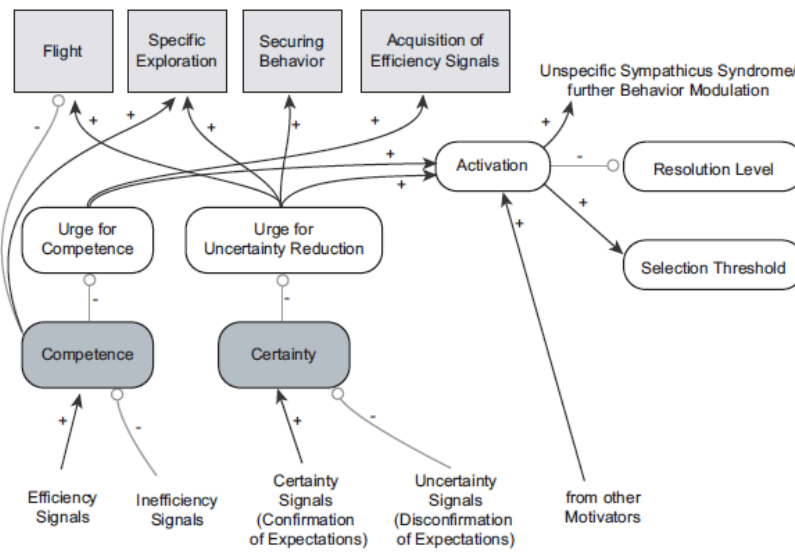 Flight
Specific
Exploration
Securing
Behavior
Acquisition of
Efficiency Signals
Unspecific Sympathicus Syndrome/
further Behavior Modulation
-
+
+
+
+
+
+
+
+
Activation
-
Resolution Level
+
+
Urge for
Competence
Urge for
Uncertainty Reduction
Selection Threshold
-
-
Competence
Certainty
+
-
+
-
Efficiency
Signals
Inefficiency
Signals
Certainty
Signals
(Confirmation
of Expectations)
Uncertainty
Signals
(Disconfirmation
of Expectations)
from other
Motivators